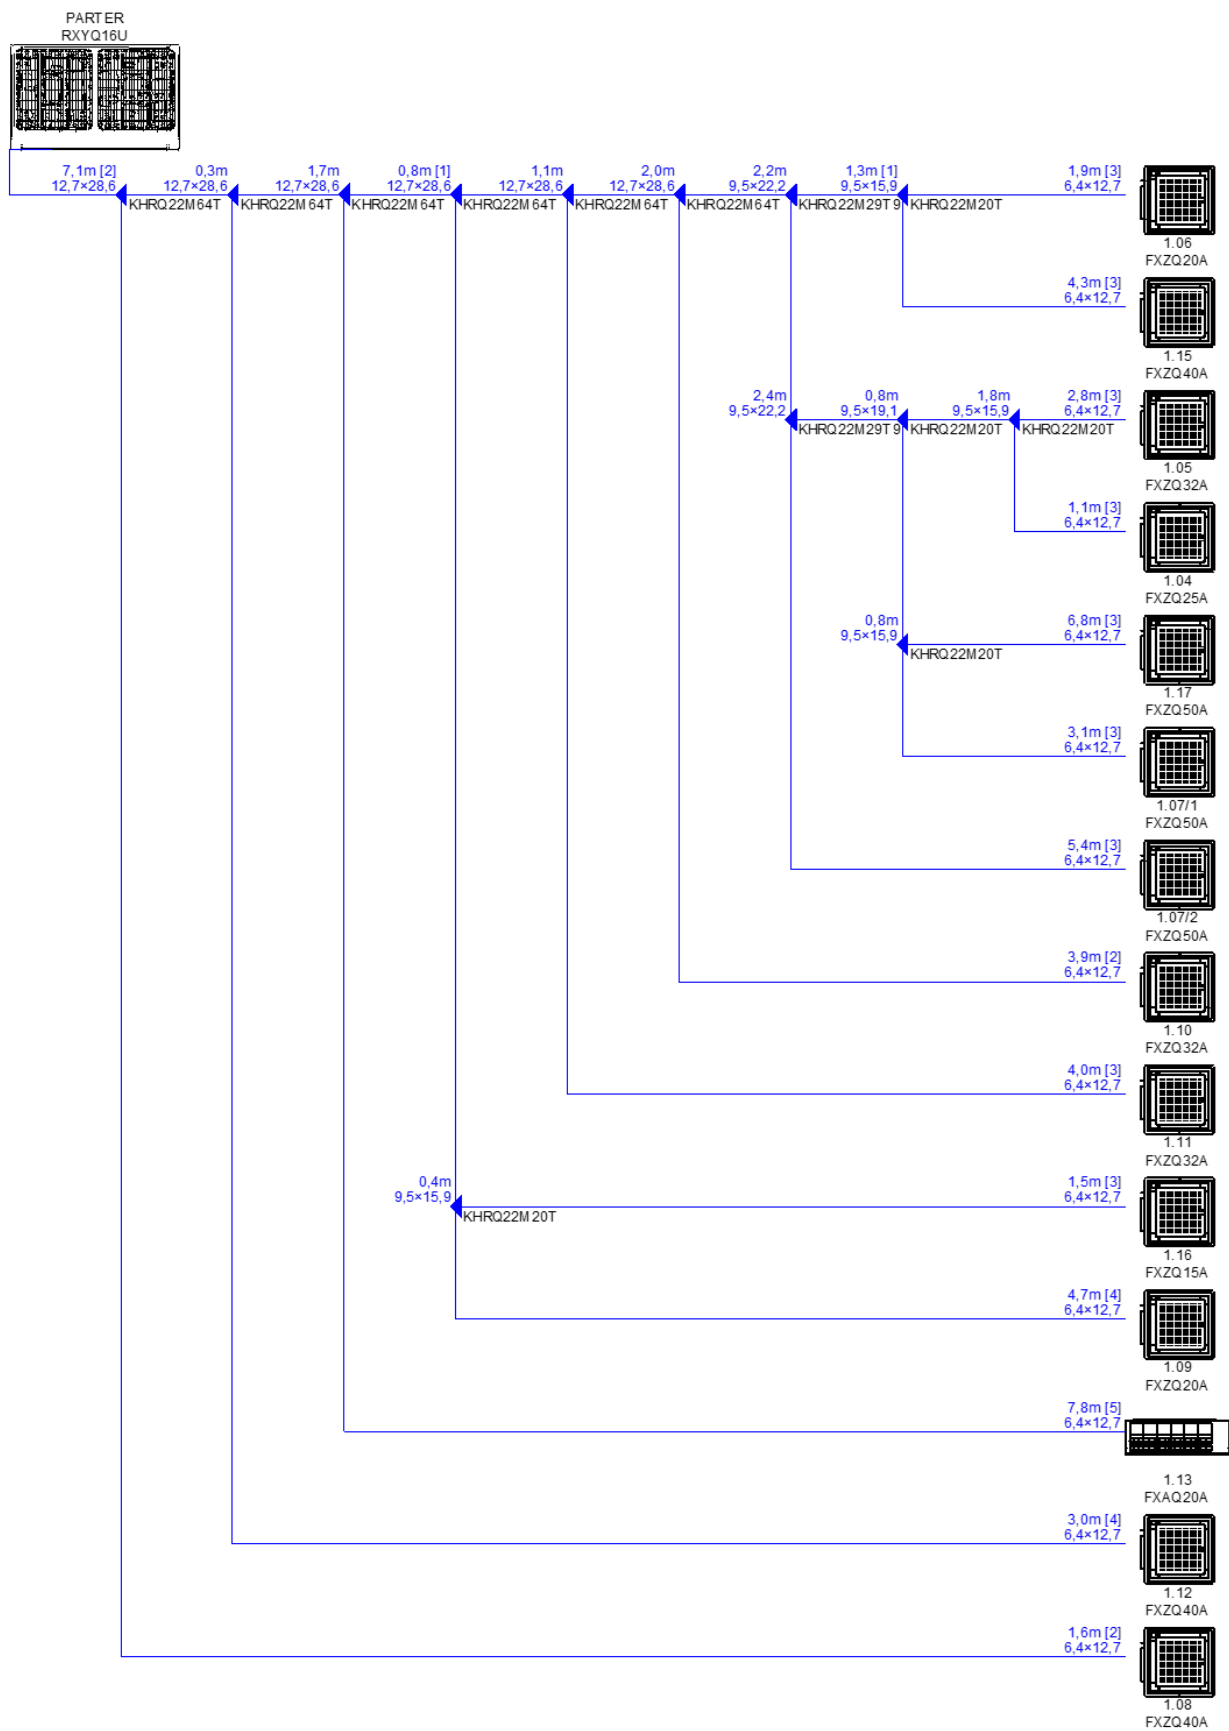 PARTER
RXYQ16U
7,1m [2]
12,7×28,6
0,3m
12,7×28,6
1,7m
12,7×28,6
0,8m [1]
12,7×28,6
1,1m
12,7×28,6
2,0m
12,7×28,6
2,2m
9,5×22,2
1,3m [1]
9,5×15,9
1,9m [3]
6,4×12,7
KHRQ22M64T
KHRQ22M64T
KHRQ22M64T
KHRQ22M64T
KHRQ22M64T
KHRQ22M64T
KHRQ22M29T9
KHRQ22M20T
1.06
FXZQ20A
4,3m [3]
6,4×12,7
1.15
FXZQ40A
2,4m
9,5×22,2
0,8m
9,5×19,1
1,8m
9,5×15,9
2,8m [3]
6,4×12,7
KHRQ22M29T9
KHRQ22M20T
KHRQ22M20T
1.05
FXZQ32A
1,1m [3]
6,4×12,7
1.04
FXZQ25A
0,8m
9,5×15,9
6,8m [3]
6,4×12,7
KHRQ22M20T
1.17
FXZQ50A
3,1m [3]
6,4×12,7
1.07/1
FXZQ50A
5,4m [3]
6,4×12,7
1.07/2
FXZQ50A
3,9m [2]
6,4×12,7
1.10
FXZQ32A
4,0m [3]
6,4×12,7
1.11
FXZQ32A
0,4m
9,5×15,9
1,5m [3]
6,4×12,7
KHRQ22M20T
1.16
FXZQ15A
4,7m [4]
6,4×12,7
1.09
FXZQ20A
7,8m [5]
6,4×12,7
1.13
FXAQ20A
3,0m [4]
6,4×12,7
1.12
FXZQ40A
1,6m [2]
6,4×12,7
1.08
FXZQ40A